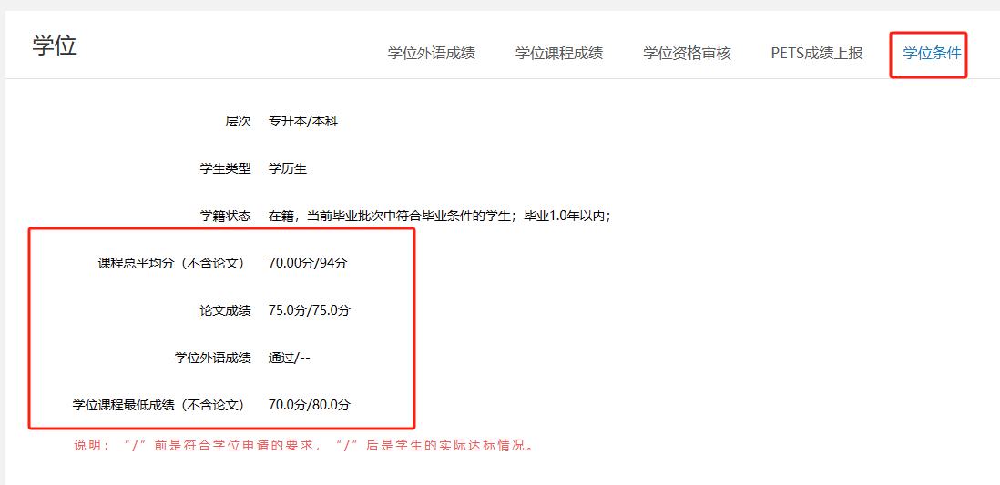 学位
学位外语成绩 学位课程成绩 学位资格审核 PETS成绩上报 学位条件
层次 专升本/本科
学生类型 学历生
学籍状态 在籍，当前毕业批次中符合毕业条件的学生；毕业1.0年以内；
课程总平均分（不含论文） 70.00分/94分
论文成绩 75.0分/75.0分
学位外语成绩 通过/--
学位课程最低成绩（不含论文） 70.0分/80.0分
说明：“/”前是符合学位申请的要求，“/”后是学生的实际达标情况。